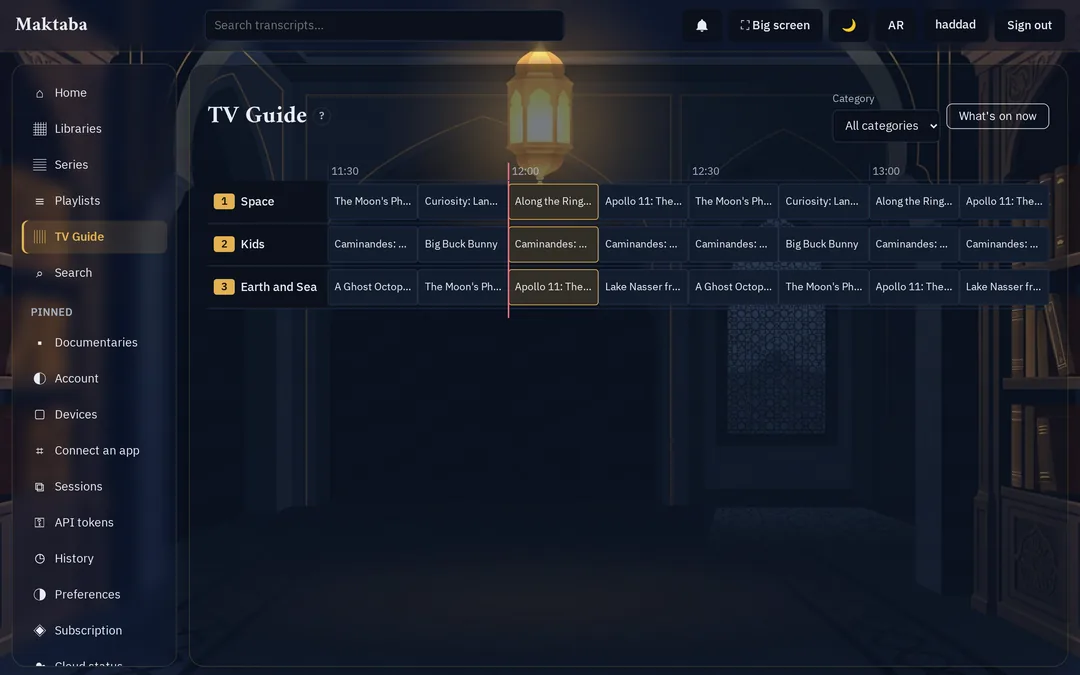 Maktaba
Search transcripts...
Big screen
AR
haddad
Sign out
Home
Libraries
Series
Playlists
TV Guide
Search
PINNED
Documentaries
Account
Devices
Connect an app
Sessions
API tokens
History
Preferences
Subscription
Cloud status
TV Guide ?
Category
All categories
What's on now
11:30 12:00 12:30 13:00
1 Space The Moon's Ph... Curiosity: Lan... Along the Ring... Apollo 11: The... The Moon's Ph... Curiosity: Lan... Along the Ring... Apollo 11: The...
2 Kids Caminandes: ... Big Buck Bunny Caminandes: ... Caminandes: ... Caminandes: ... Big Buck Bunny Caminandes: ... Caminandes: ...
3 Earth and Sea A Ghost Octop... The Moon's Ph... Apollo 11: The... Lake Nasser fr... A Ghost Octop... The Moon's Ph... Apollo 11: The... Lake Nasser fr...